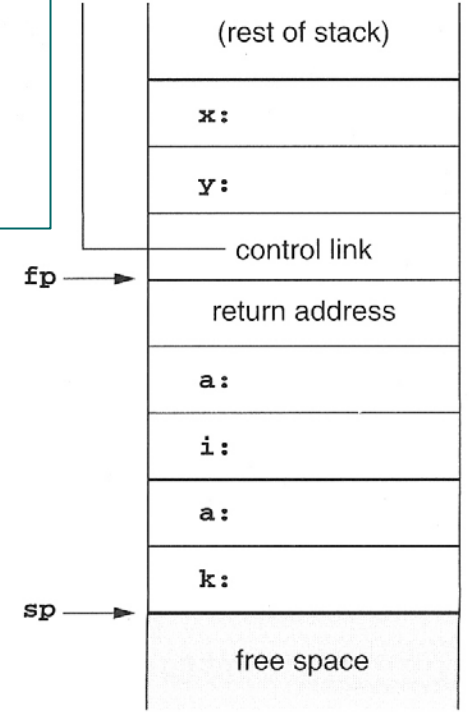 (rest of stack)
x:
y:
control link
fp
return address
a:
i:
a:
k:
sp
free space